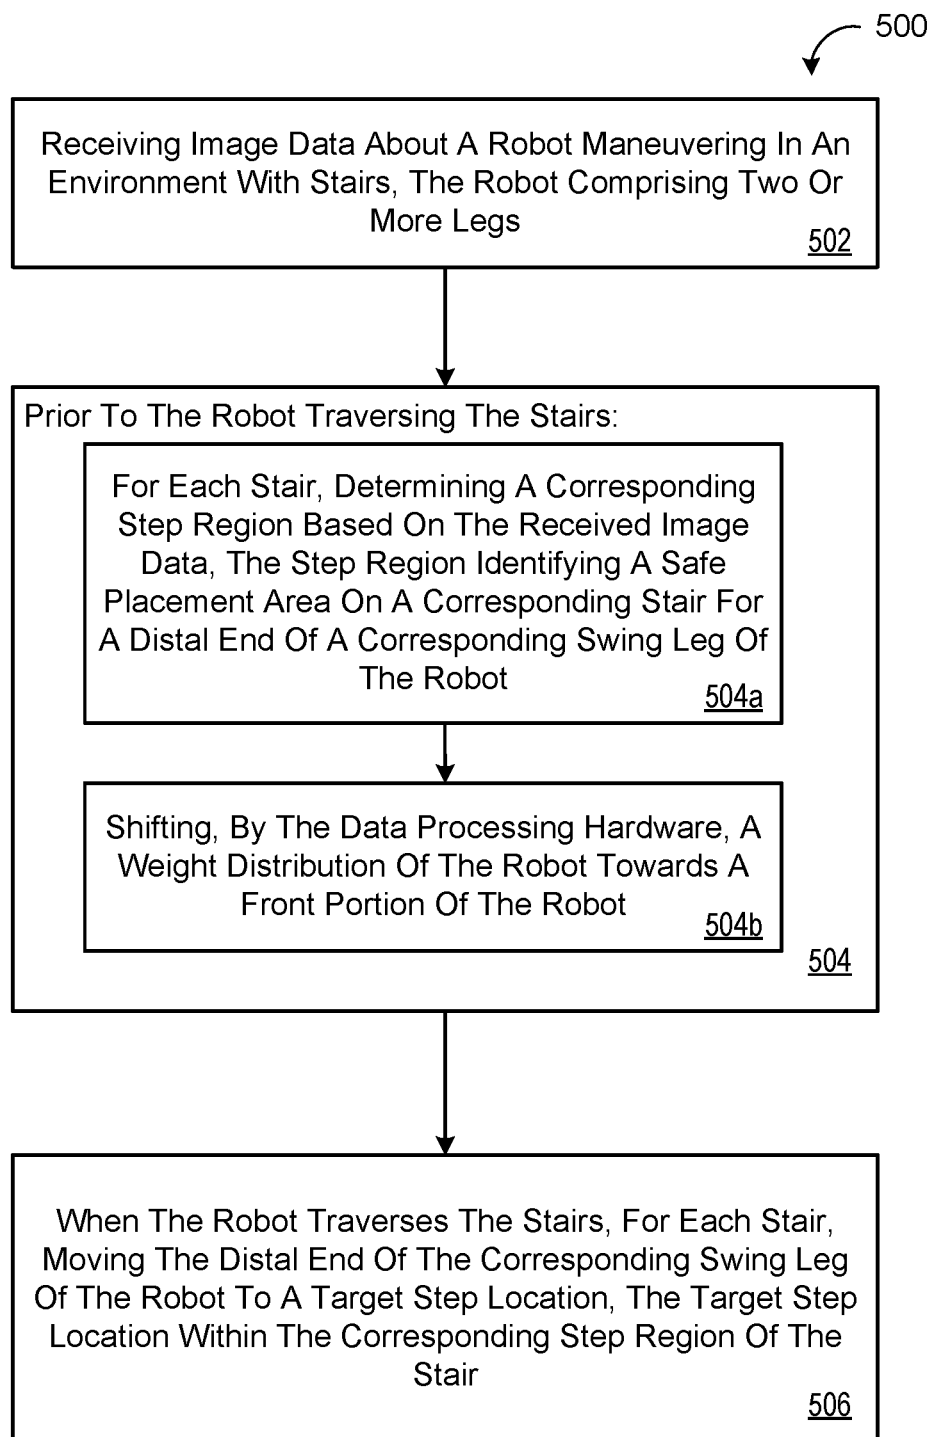 500
Receiving Image Data About A Robot Maneuvering In An
Environment With Stairs, The Robot Comprising Two Or
More Legs
502
Prior To The Robot Traversing The Stairs:
For Each Stair, Determining A Corresponding
Step Region Based On The Received Image
Data, The Step Region Identifying A Safe
Placement Area On A Corresponding Stair For
A Distal End Of A Corresponding Swing Leg Of
The Robot
504a
Shifting, By The Data Processing Hardware, A
Weight Distribution Of The Robot Towards A
Front Portion Of The Robot
504b
504
When The Robot Traverses The Stairs, For Each Stair,
Moving The Distal End Of The Corresponding Swing Leg
Of The Robot To A Target Step Location, The Target Step
Location Within The Corresponding Step Region Of The
Stair
506